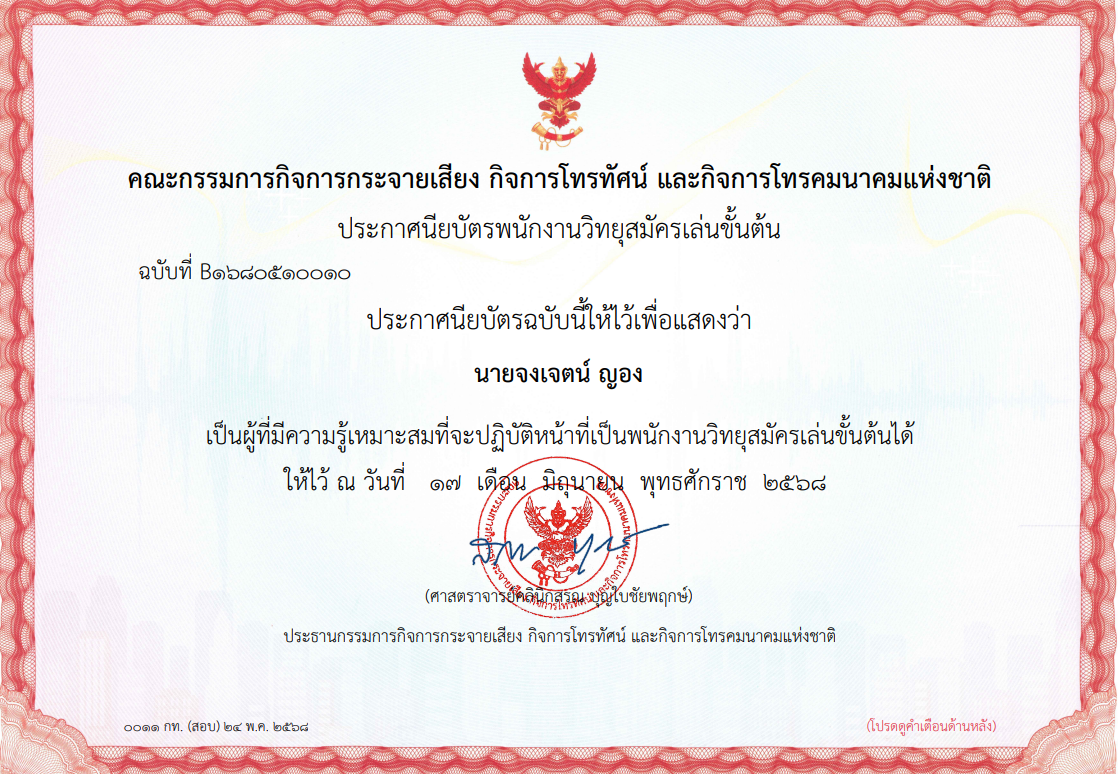 คณะกรรมการกิจการกระจายเสียง กิจการโทรทัศน์ และกิจการโทรคมนาคมแห่งชาติ
ประกาศนียบัตรพนักงานวิทยุสมัครเล่นขั้นต้น
ฉบับที่ B๑๖๘๐๕๑๐๐๑๐
ประกาศนียบัตรฉบับนี้ให้ไว้เพื่อแสดงว่า
นายจงเจตน์ ญอง
เป็นผู้ที่มีความรู้เหมาะสมที่จะปฏิบัติหน้าที่เป็นพนักงานวิทยุสมัครเล่นขั้นต้นได้
ให้ไว้ ณ วันที่ ๑๗ เดือน มิถุนายน พุทธศักราช ๒๕๖๘
(ศาสตราจารย์คลินิกสรณ บุญใบชัยพฤกษ์)
ประธานกรรมการกิจการกระจายเสียง กิจการโทรทัศน์ และกิจการโทรคมนาคมแห่งชาติ
๐๐๑๑ กท. (สอบ) ๒๔ พ.ค. ๒๕๖๘
(โปรดดูคำเตือนด้านหลัง)